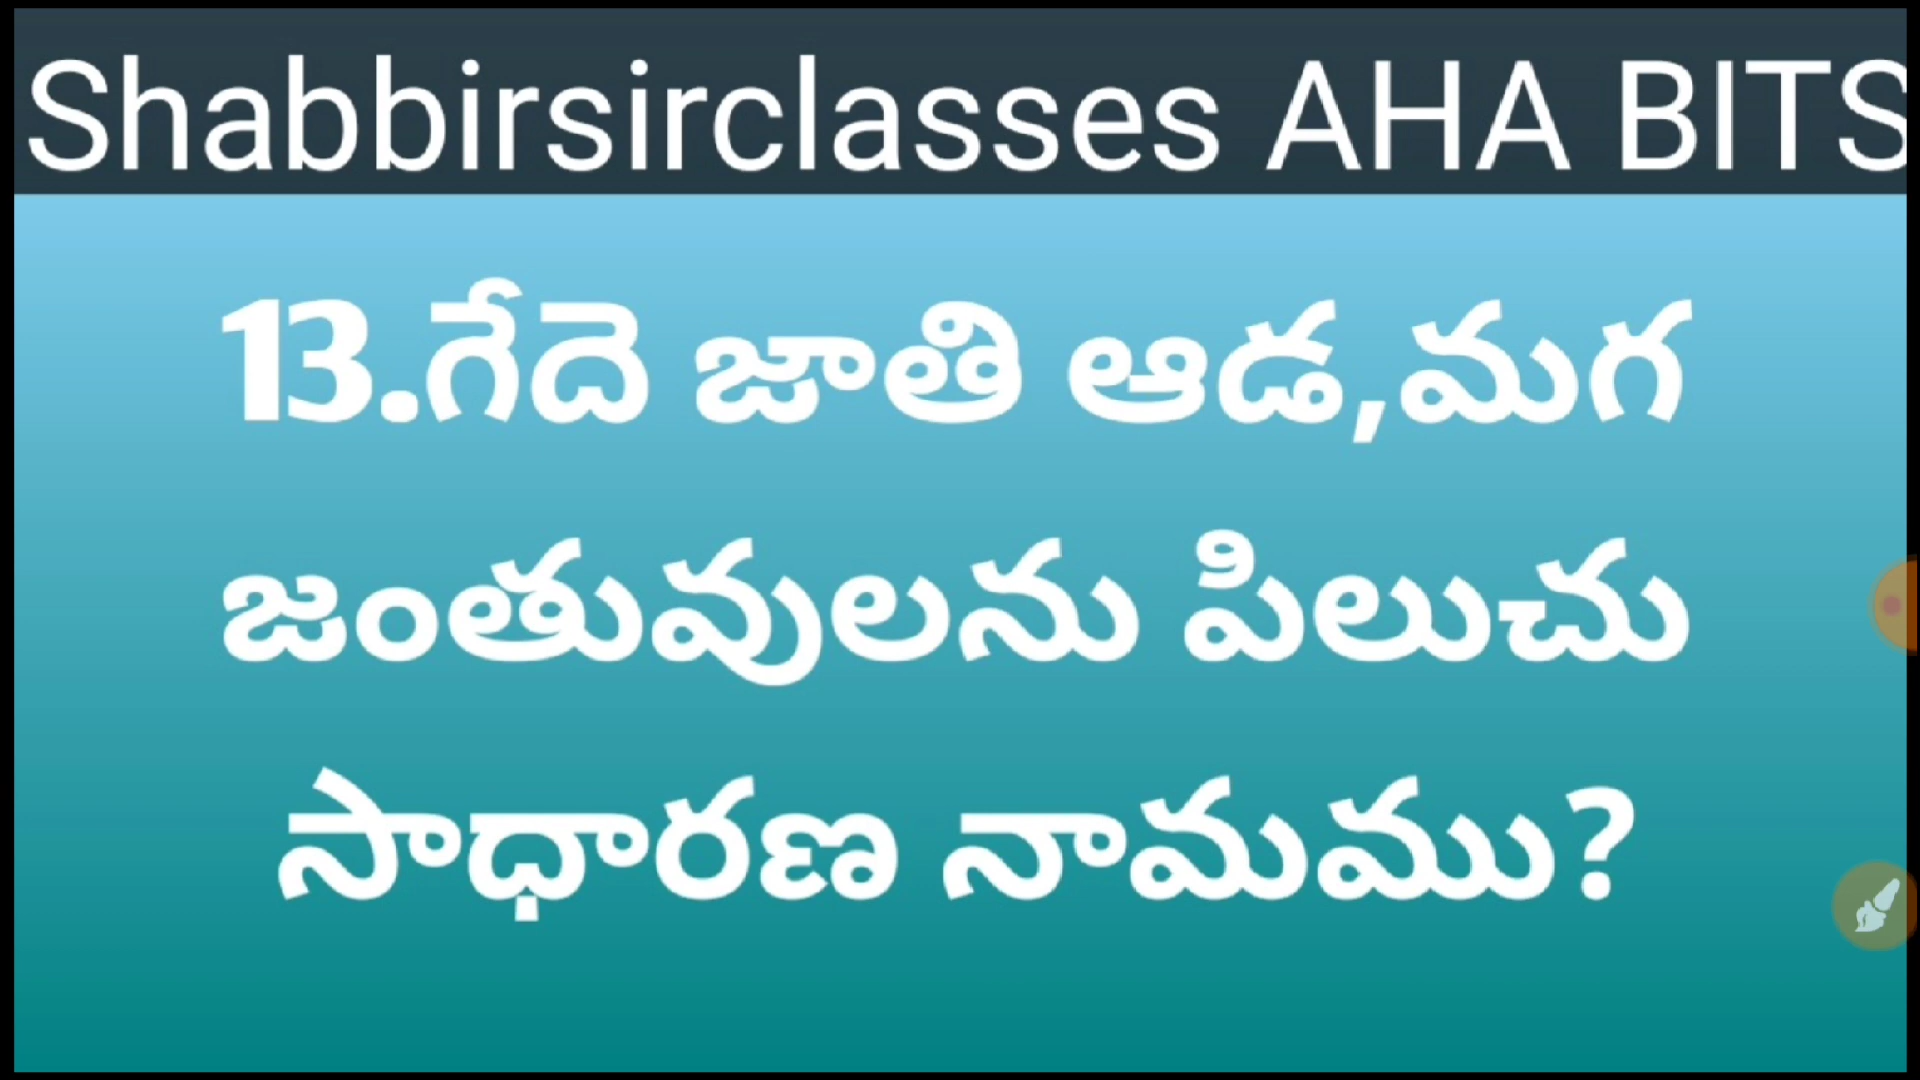 Shabbirsirclasses AHA BITS
13.గేదె జాతి ఆడ,మగ
జంతువులను పిలుచు
సాధారణ నామము?